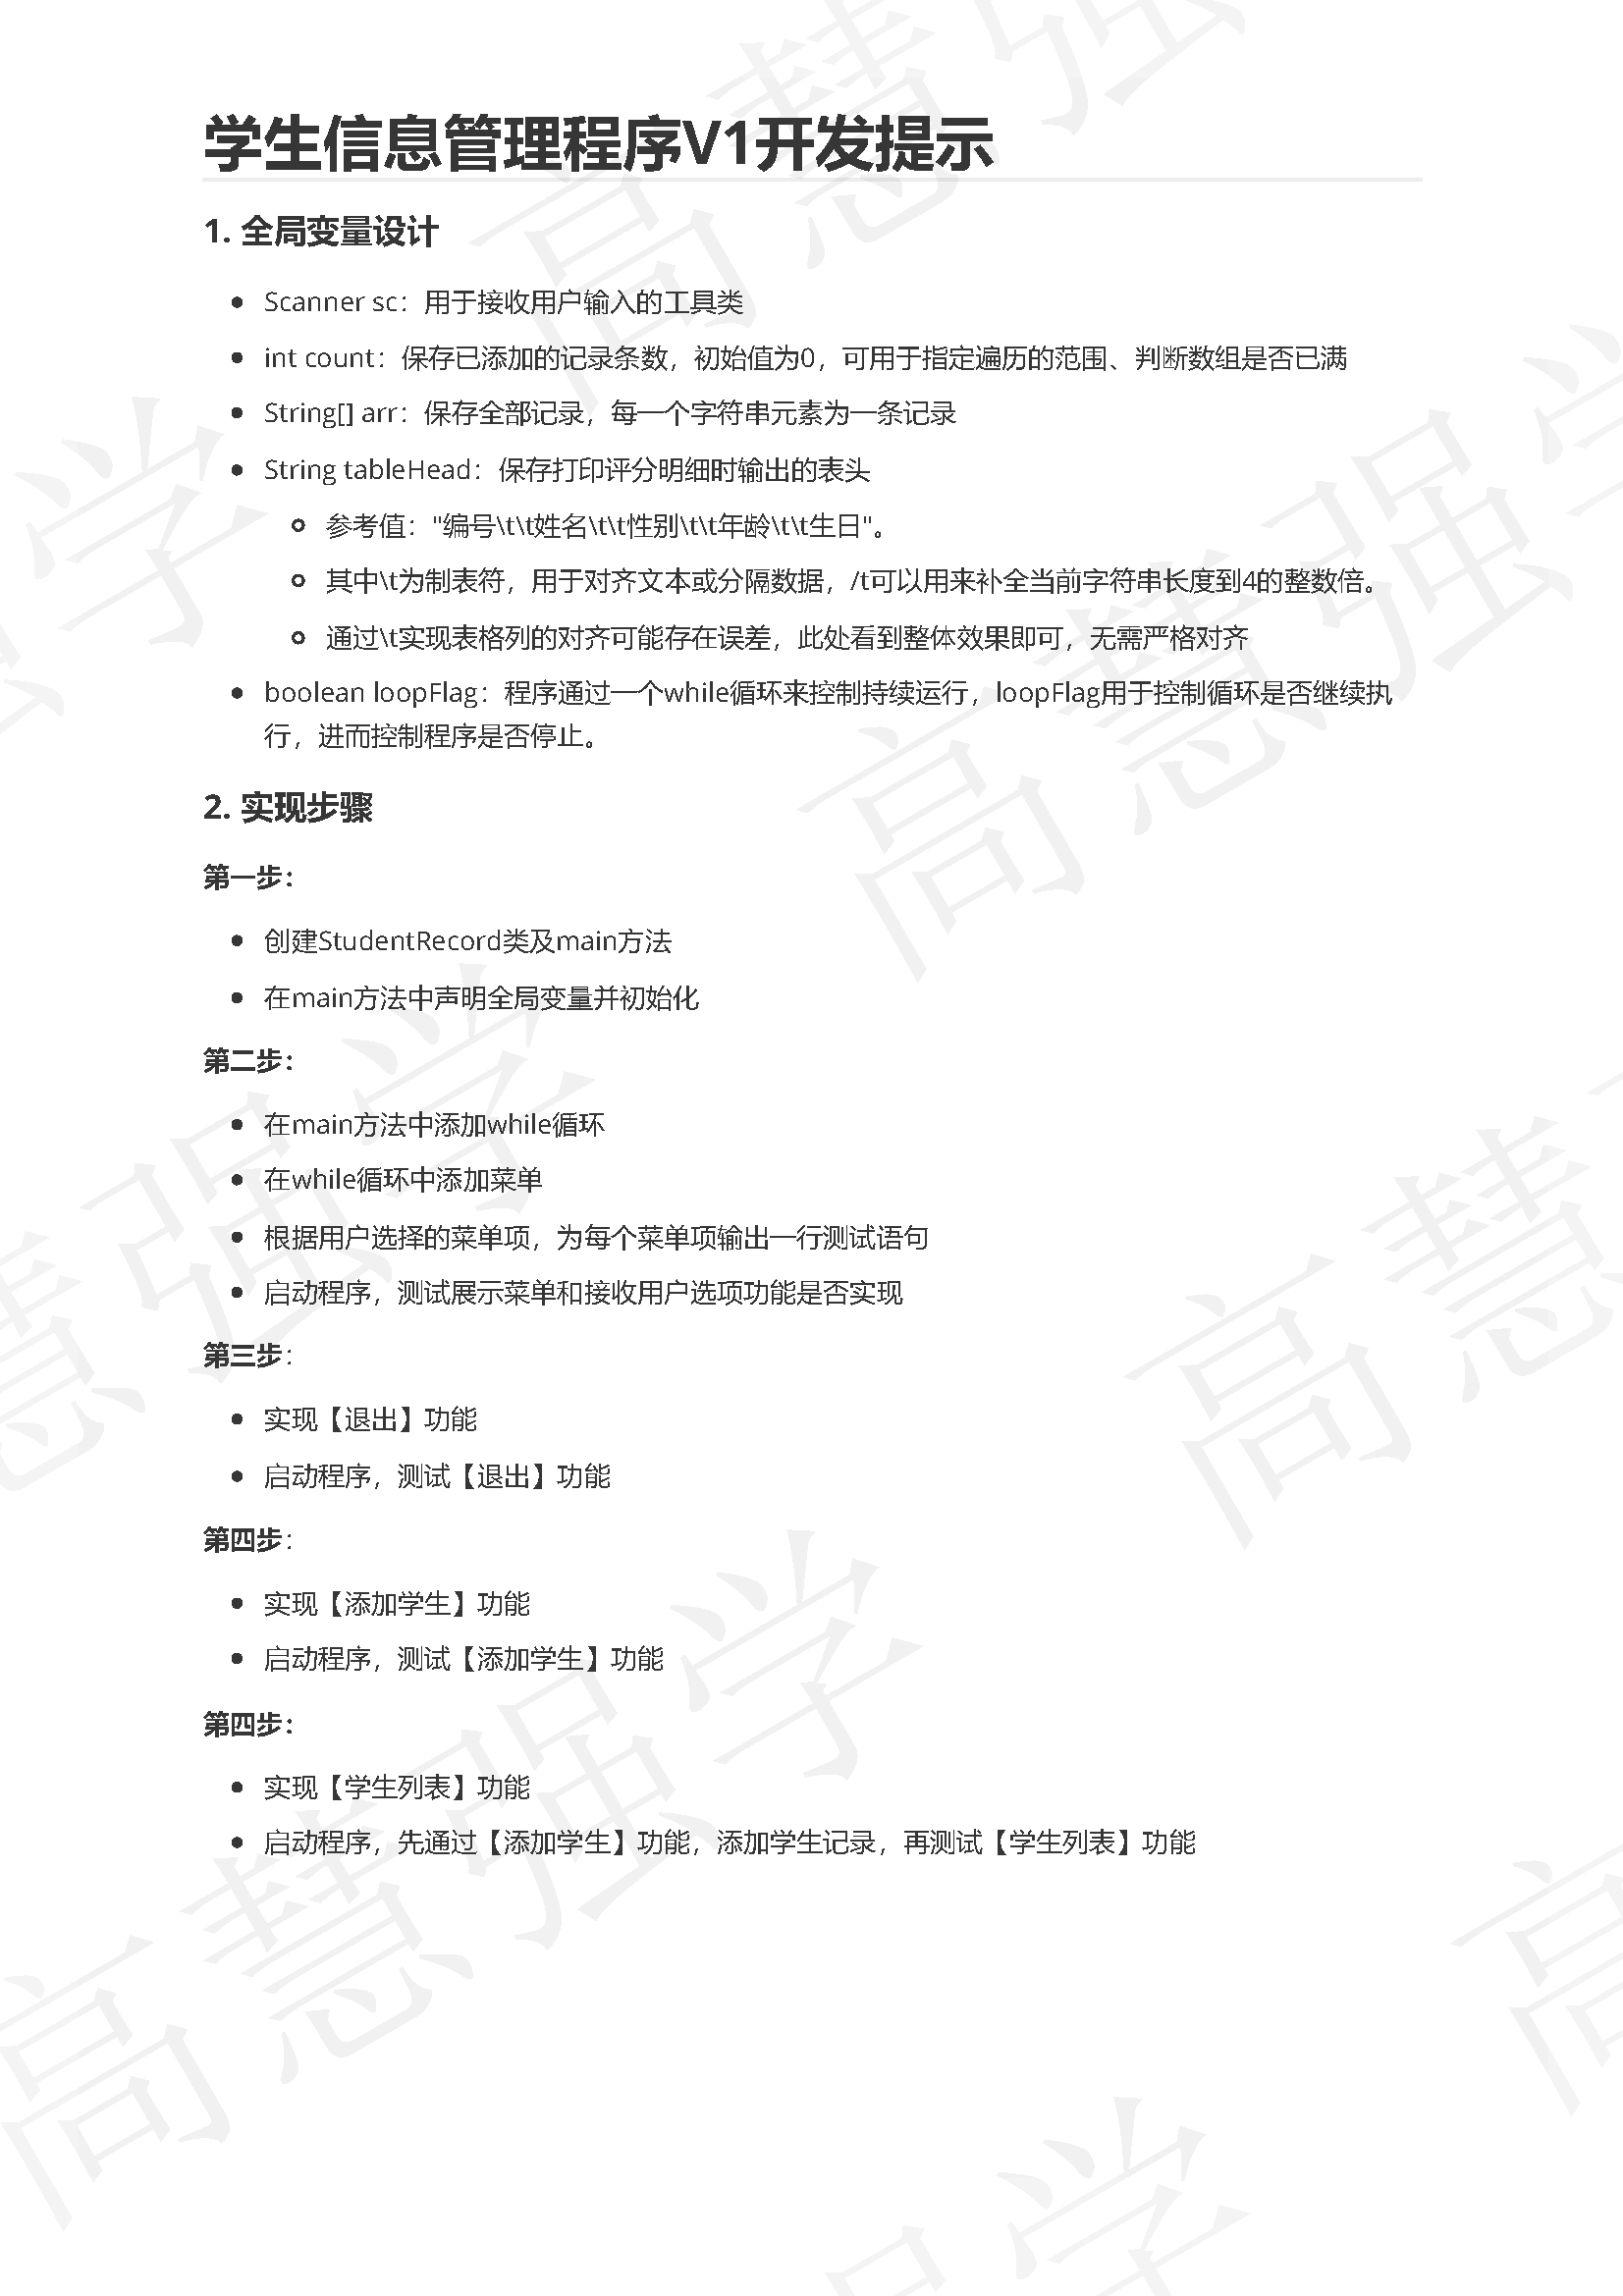 学生信息管理程序V1开发提示
1. 全局变量设计
Scanner sc：用于接收用户输入的工具类
int count：保存已添加的记录条数，初始值为0，可用于指定遍历的范围、判断数组是否已满
String[] arr：保存全部记录，每一个字符串元素为一条记录
String tableHead：保存打印评分明细时输出的表头
参考值："编号\t\t姓名\t\t性别\t\t年龄\t\t生日"。
其中\t为制表符，用于对齐文本或分隔数据，/t可以用来补全当前字符串长度到4的整数倍。
通过\t实现表格列的对齐可能存在误差，此处看到整体效果即可，无需严格对齐
boolean loopFlag：程序通过一个while循环来控制持续运行，loopFlag用于控制循环是否继续执
行，进而控制程序是否停止。
2. 实现步骤
第一步：
创建StudentRecord类及main方法
在main方法中声明全局变量并初始化
第二步：
在main方法中添加while循环
在while循环中添加菜单
根据用户选择的菜单项，为每个菜单项输出一行测试语句
启动程序，测试展示菜单和接收用户选项功能是否实现
第三步：
实现【退出】功能
启动程序，测试【退出】功能
第四步：
实现【添加学生】功能
启动程序，测试【添加学生】功能
第四步：
实现【学生列表】功能
启动程序，先通过【添加学生】功能，添加学生记录，再测试【学生列表】功能
高慧强学